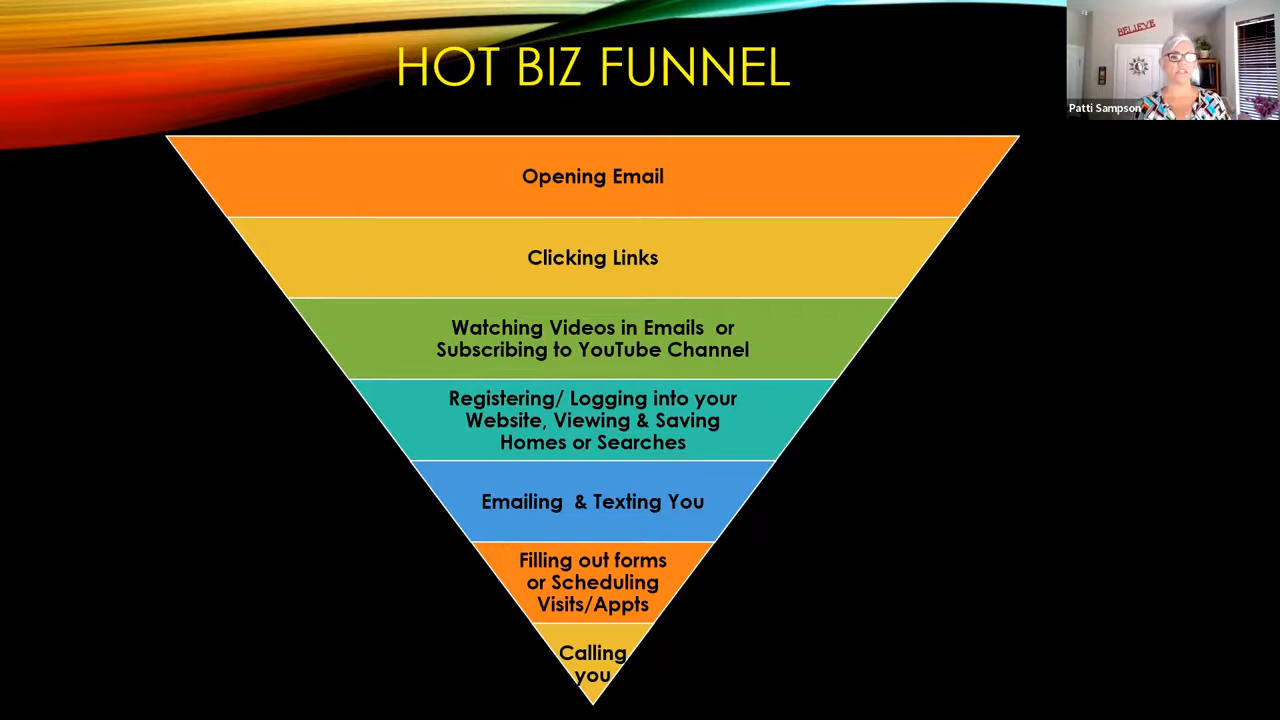 HOT BIZ FUNNEL
BELIEVE
Patti Sampson
Opening Email
Clicking Links
Watching Videos in Emails or
Subscribing to YouTube Channel
Registering/ Logging into your
Website, Viewing & Saving
Homes or Searches
Emailing & Texting You
Filling out forms
or Scheduling
Visits/Appts
Calling
you